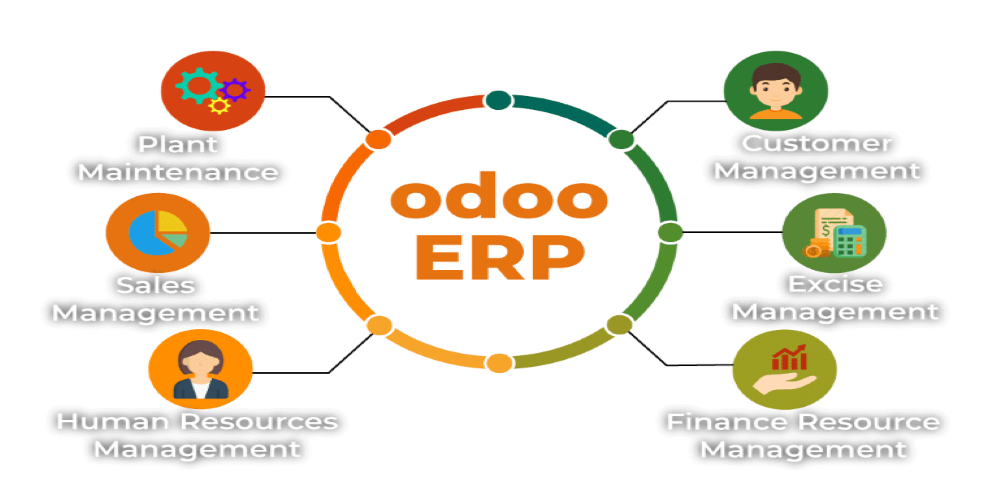 odoo
ERP
Plant
Maintenance
Sales
Management
Human Resources
Management
Customer
Management
Excise
Management
Finance Resource
Management